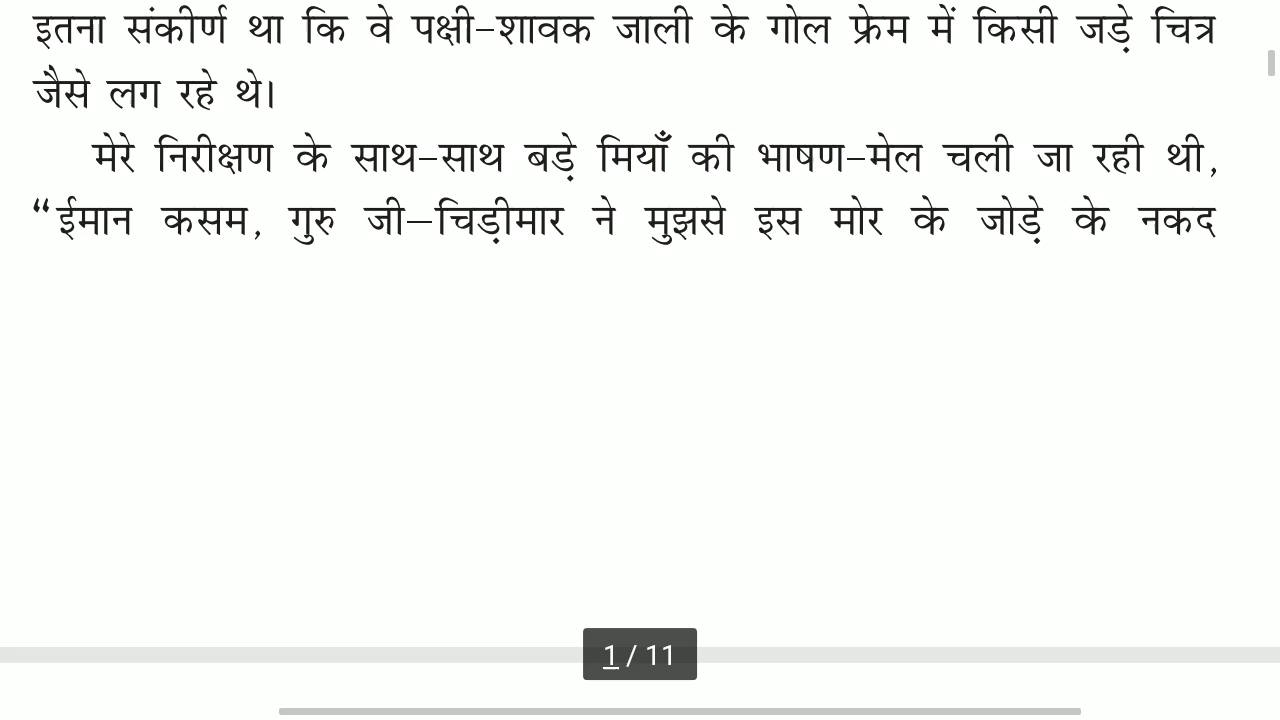 इतना संकीर्ण था कि वे पक्षी-शावक जाली के गोल फ्रेम में किसी जड़े चित्र
जैसे लग रहे थे।
मेरे निरीक्षण के साथ-साथ बड़े मियाँ की भाषण-मेल चली जा रही थी,
“ईमान कसम, गुरु जी—चिड़ीमार ने मुझसे इस मोर के जोड़े के नकद
1 / 11